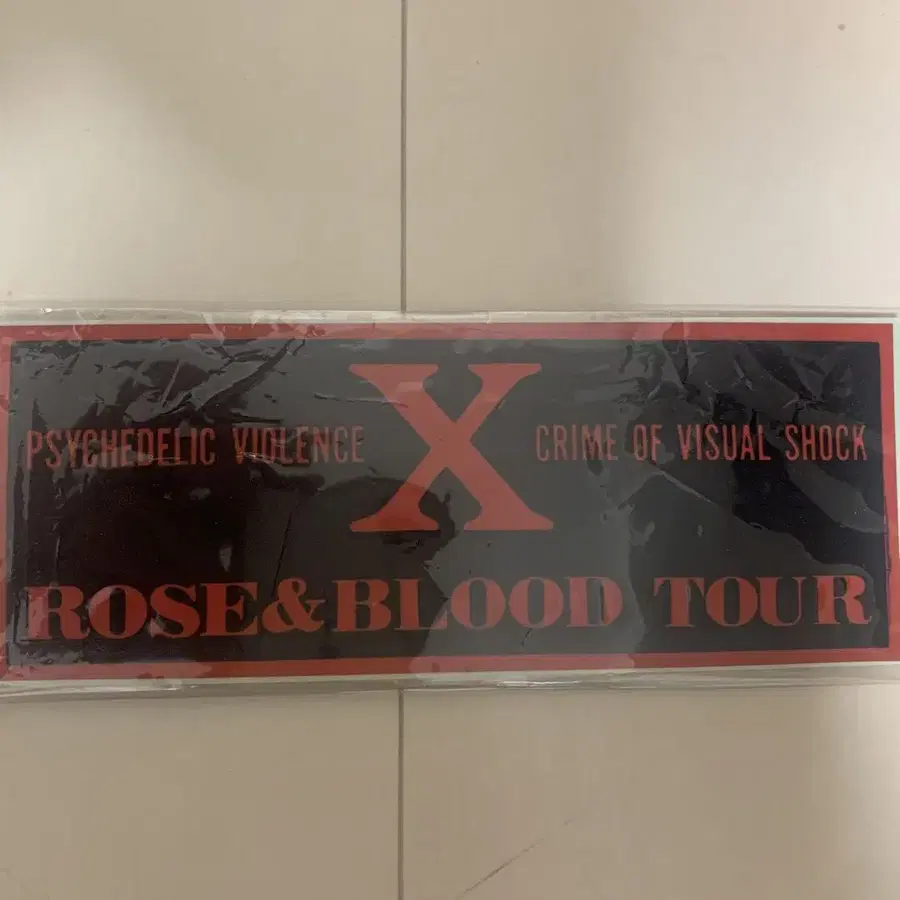 PSYCHEDELIC VIOLENCE X CRIME OF VISUAL SHOCK
ROSE&BLOOD TOUR